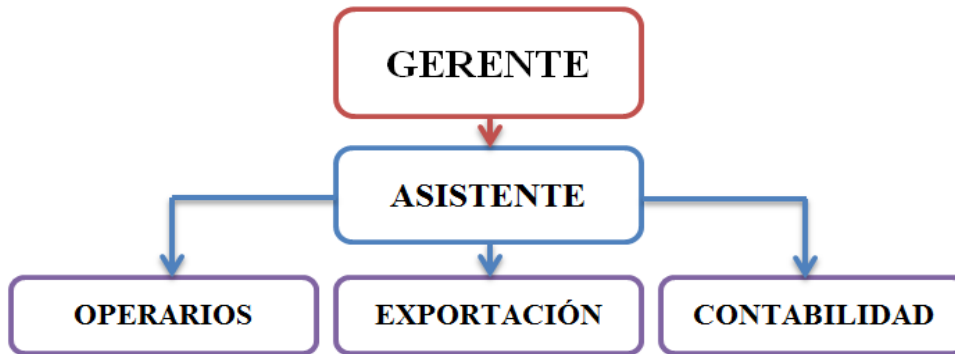 GERENTE
ASISTENTE
OPERARIOS
EXPORTACIÓN
CONTABILIDAD